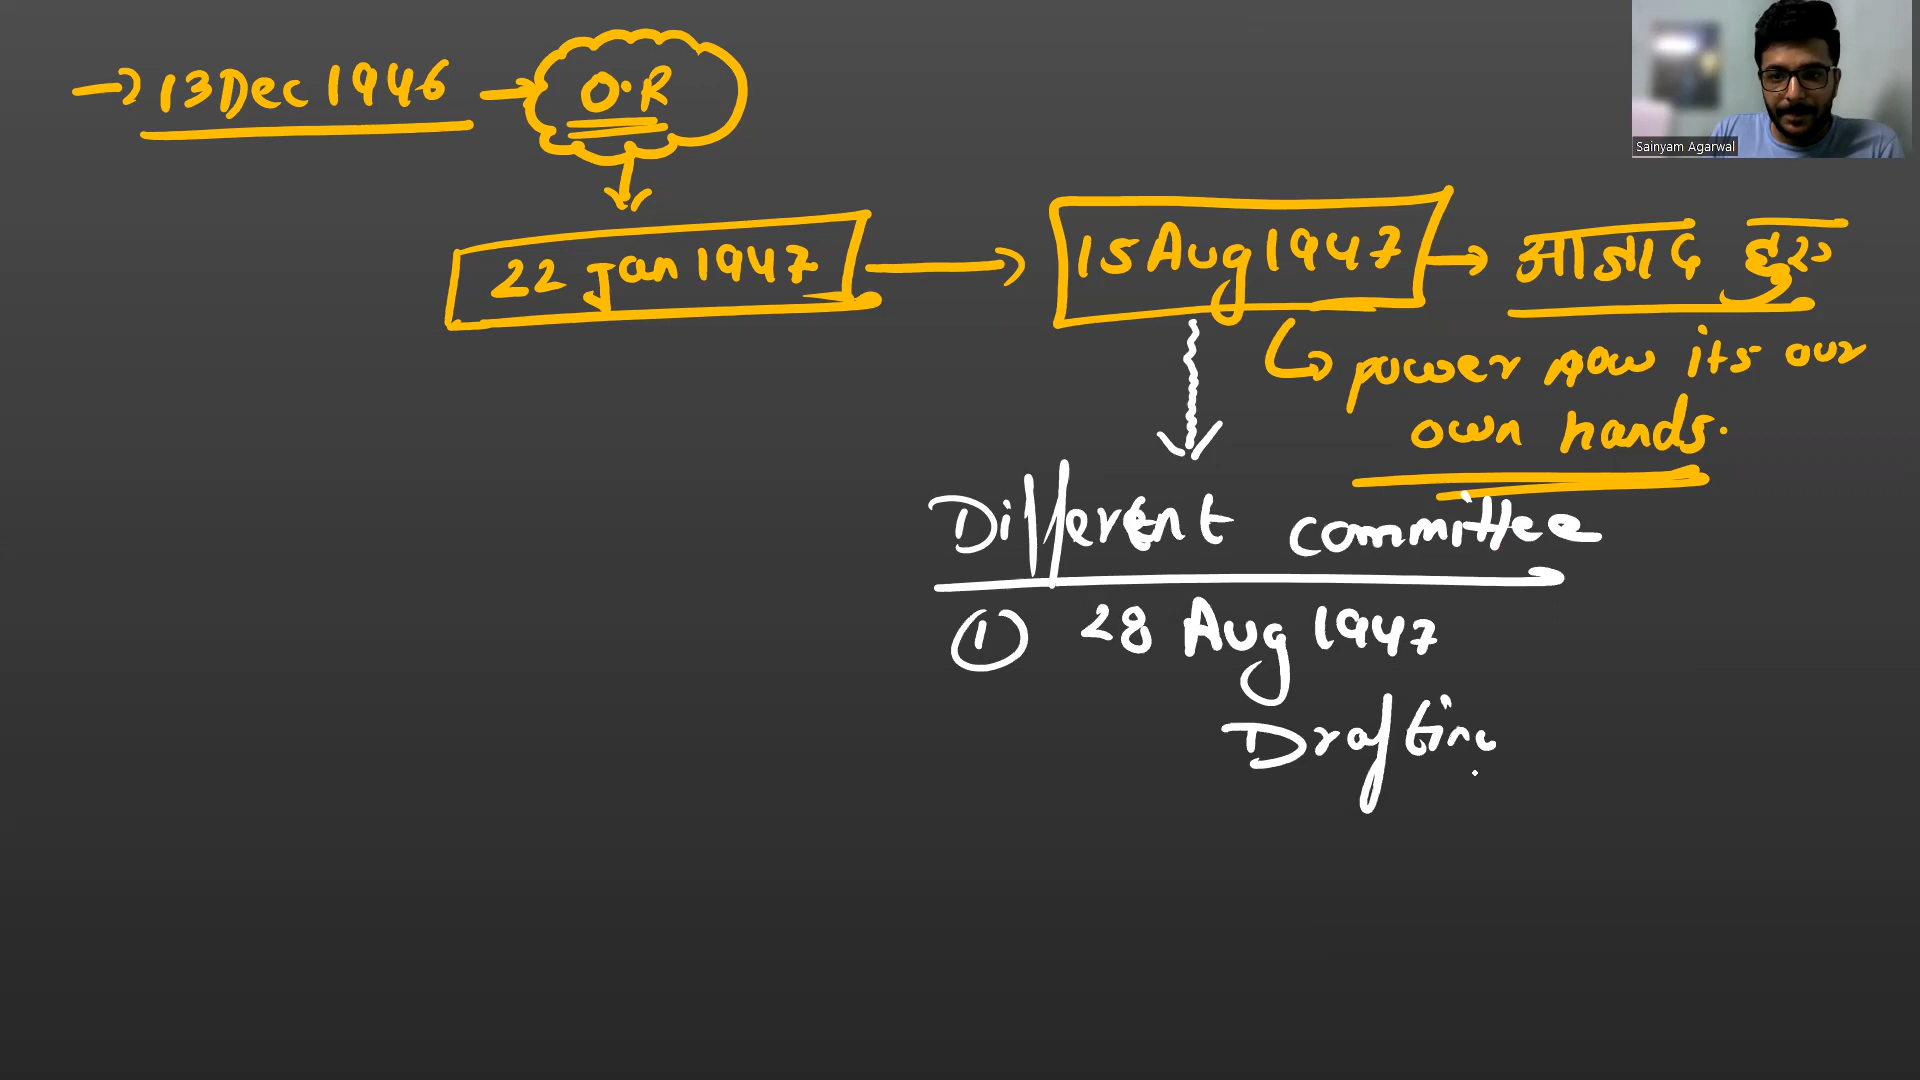 → 13 Dec 1946 → O.R
Sainyam Agarwal
22 Jan 1947 → 15 Aug 1947 → आज़ाद हुए
power now its our
own hands.
Different committee
① 28 Aug 1947
Drafting